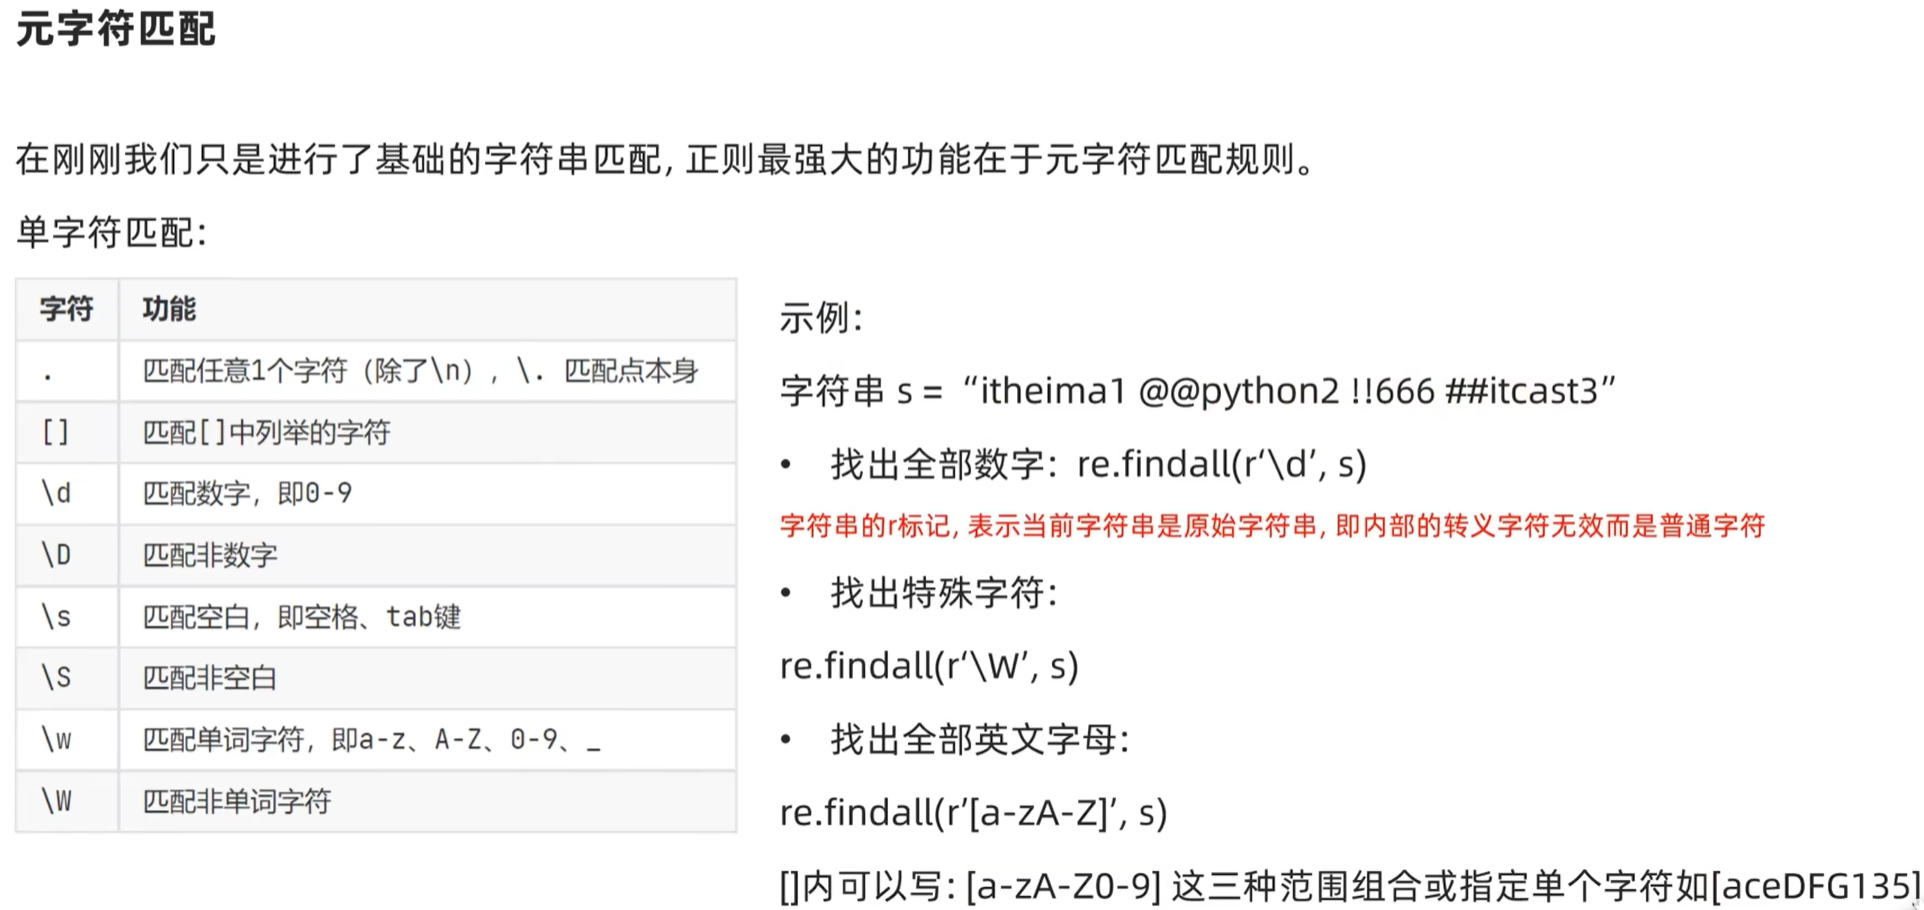 元字符匹配
在刚刚我们只是进行了基础的字符串匹配, 正则最强大的功能在于元字符匹配规则。
单字符匹配:
字符 功能
. 匹配任意1个字符（除了\n）, \. 匹配点本身
[] 匹配[]中列举的字符
\d 匹配数字，即0-9
\D 匹配非数字
\s 匹配空白，即空格、tab键
\S 匹配非空白
\w 匹配单词字符，即a-z、A-Z、0-9、_
\W 匹配非单词字符
示例:
字符串 s = “itheima1 @@python2 !!666 ##itcast3”
• 找出全部数字: re.findall(r‘\d’, s)
字符串的r标记, 表示当前字符串是原始字符串, 即内部的转义字符无效而是普通字符
• 找出特殊字符:
re.findall(r‘\W’, s)
• 找出全部英文字母:
re.findall(r’[a-zA-Z]’, s)
[]内可以写: [a-zA-Z0-9] 这三种范围组合或指定单个字符如[aceDFG135]